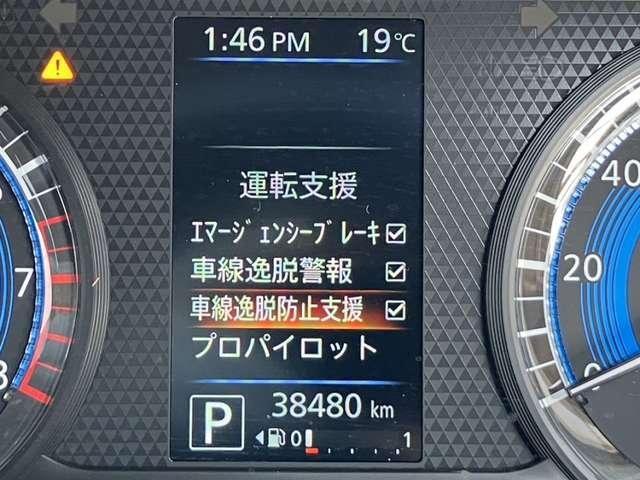 1:46 PM 19℃
運転支援
ｴﾏｰｼﾞｪﾝｼｰﾌﾞﾚｰｷ
車線逸脱警報
車線逸脱防止支援
プロパイロット
P 38480 km
0 1
7
8
40
20
0